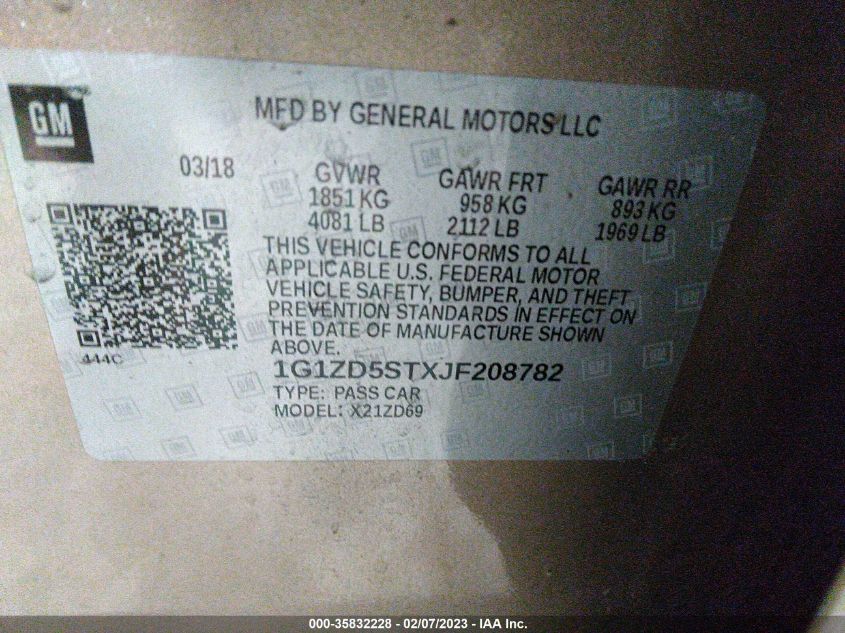 GM
MFD BY GENERAL MOTORS LLC
03/18
GVWR GAWR FRT GAWR RR
1851 KG 958 KG 893 KG
4081 LB 2112 LB 1969 LB
THIS VEHICLE CONFORMS TO ALL
APPLICABLE U.S. FEDERAL MOTOR
VEHICLE SAFETY, BUMPER, AND THEFT
PREVENTION STANDARDS IN EFFECT ON
THE DATE OF MANUFACTURE SHOWN
ABOVE.
444C
1G1ZD5STXJF208782
TYPE: PASS CAR
MODEL: X21ZD69
000-35832228 - 02/07/2023 - IAA Inc.